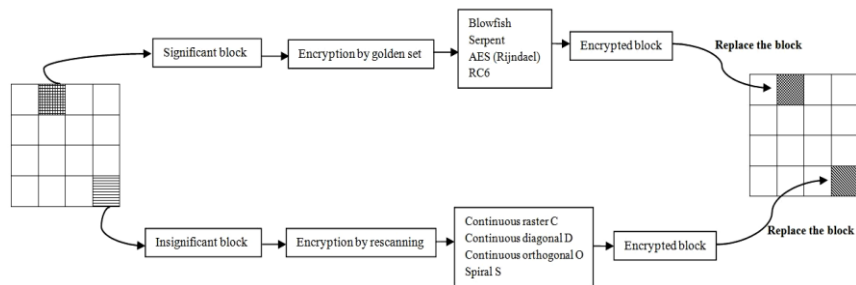 Significant block
Encryption by golden set
Blowfish
Serpent
AES (Rijndael)
RC6
Encrypted block
Replace the block
Insignificant block
Encryption by rescanning
Continuous raster C
Continuous diagonal D
Continuous orthogonal O
Spiral S
Encrypted block
Replace the block